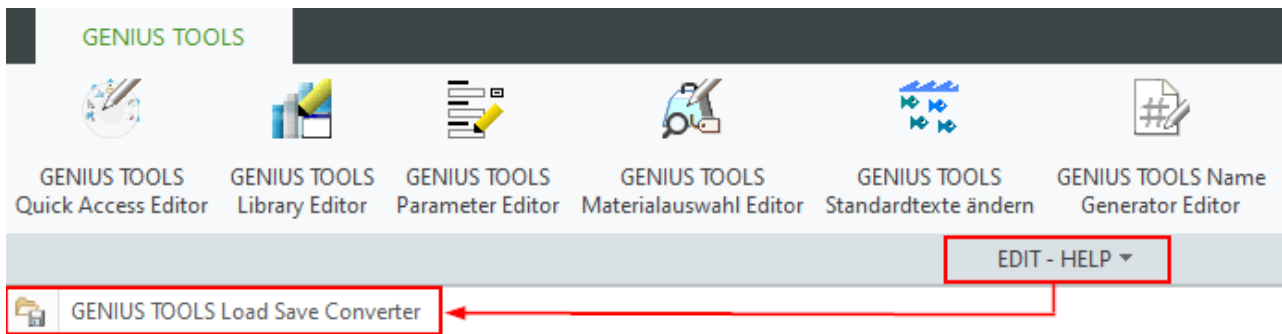 GENIUS TOOLS
GENIUS TOOLS
Quick Access Editor
GENIUS TOOLS
Library Editor
GENIUS TOOLS
Parameter Editor
GENIUS TOOLS
Materialauswahl Editor
GENIUS TOOLS
Standardtexte ändern
GENIUS TOOLS Name
Generator Editor
EDIT - HELP
GENIUS TOOLS Load Save Converter